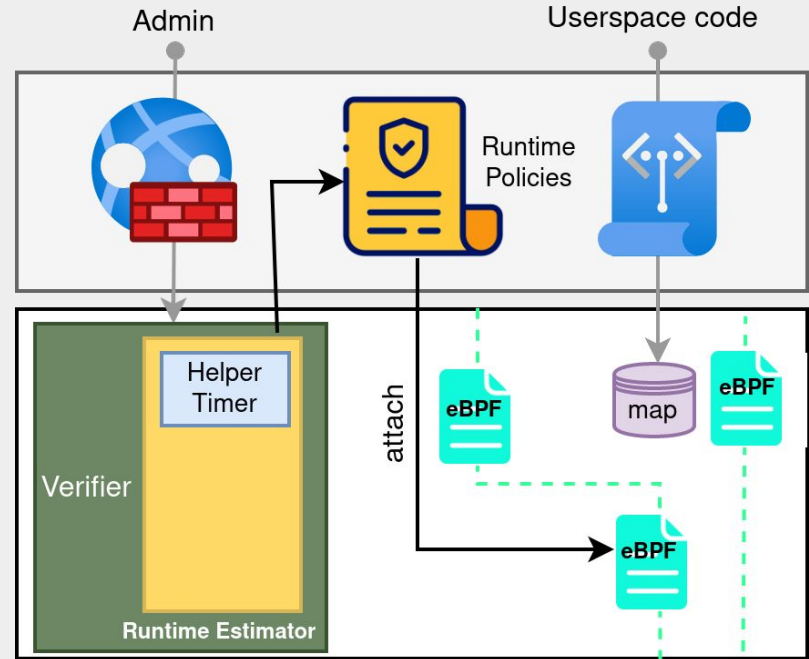 Admin
Userspace code
Runtime
Policies
Helper
Timer
Verifier
Runtime Estimator
attach
eBPF
map
eBPF
eBPF